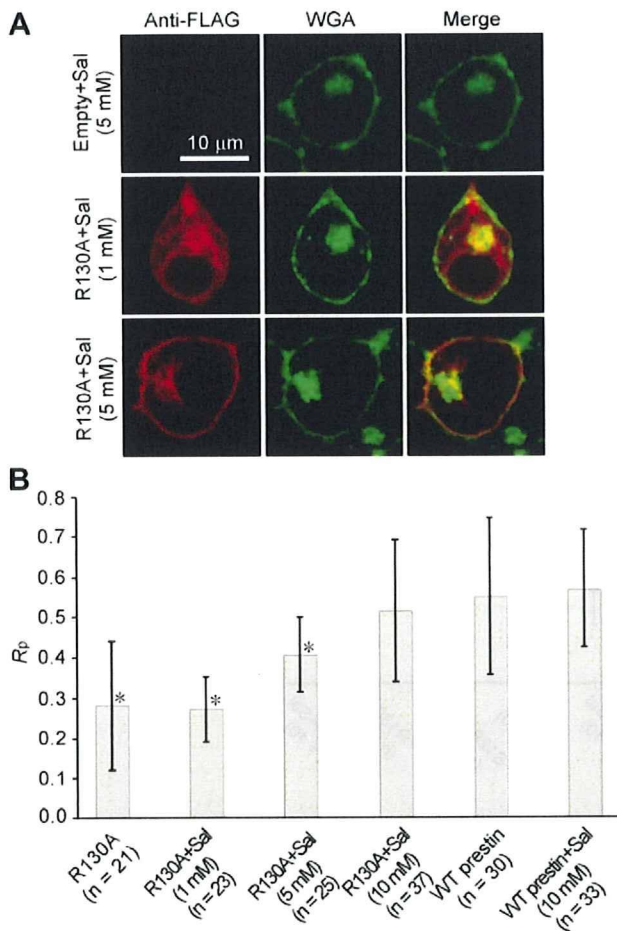 A
Anti-FLAG WGA Merge
Empty+Sal
(5 mM)
10 μm
R130A+Sal
(1 mM)
R130A+Sal
(5 mM)
B
0.8
0.7
0.6
0.5
0.4
0.3
0.2
0.1
0.0
Rp
* * *
R130A
(n = 21)
R130A+Sal
(1 mM)
(n = 23)
R130A+Sal
(5 mM)
(n = 25)
R130A+Sal
(10 mM)
(n = 37)
WT prestin
(n = 30)
WT prestin+Sal
(10 mM)
(n = 33)